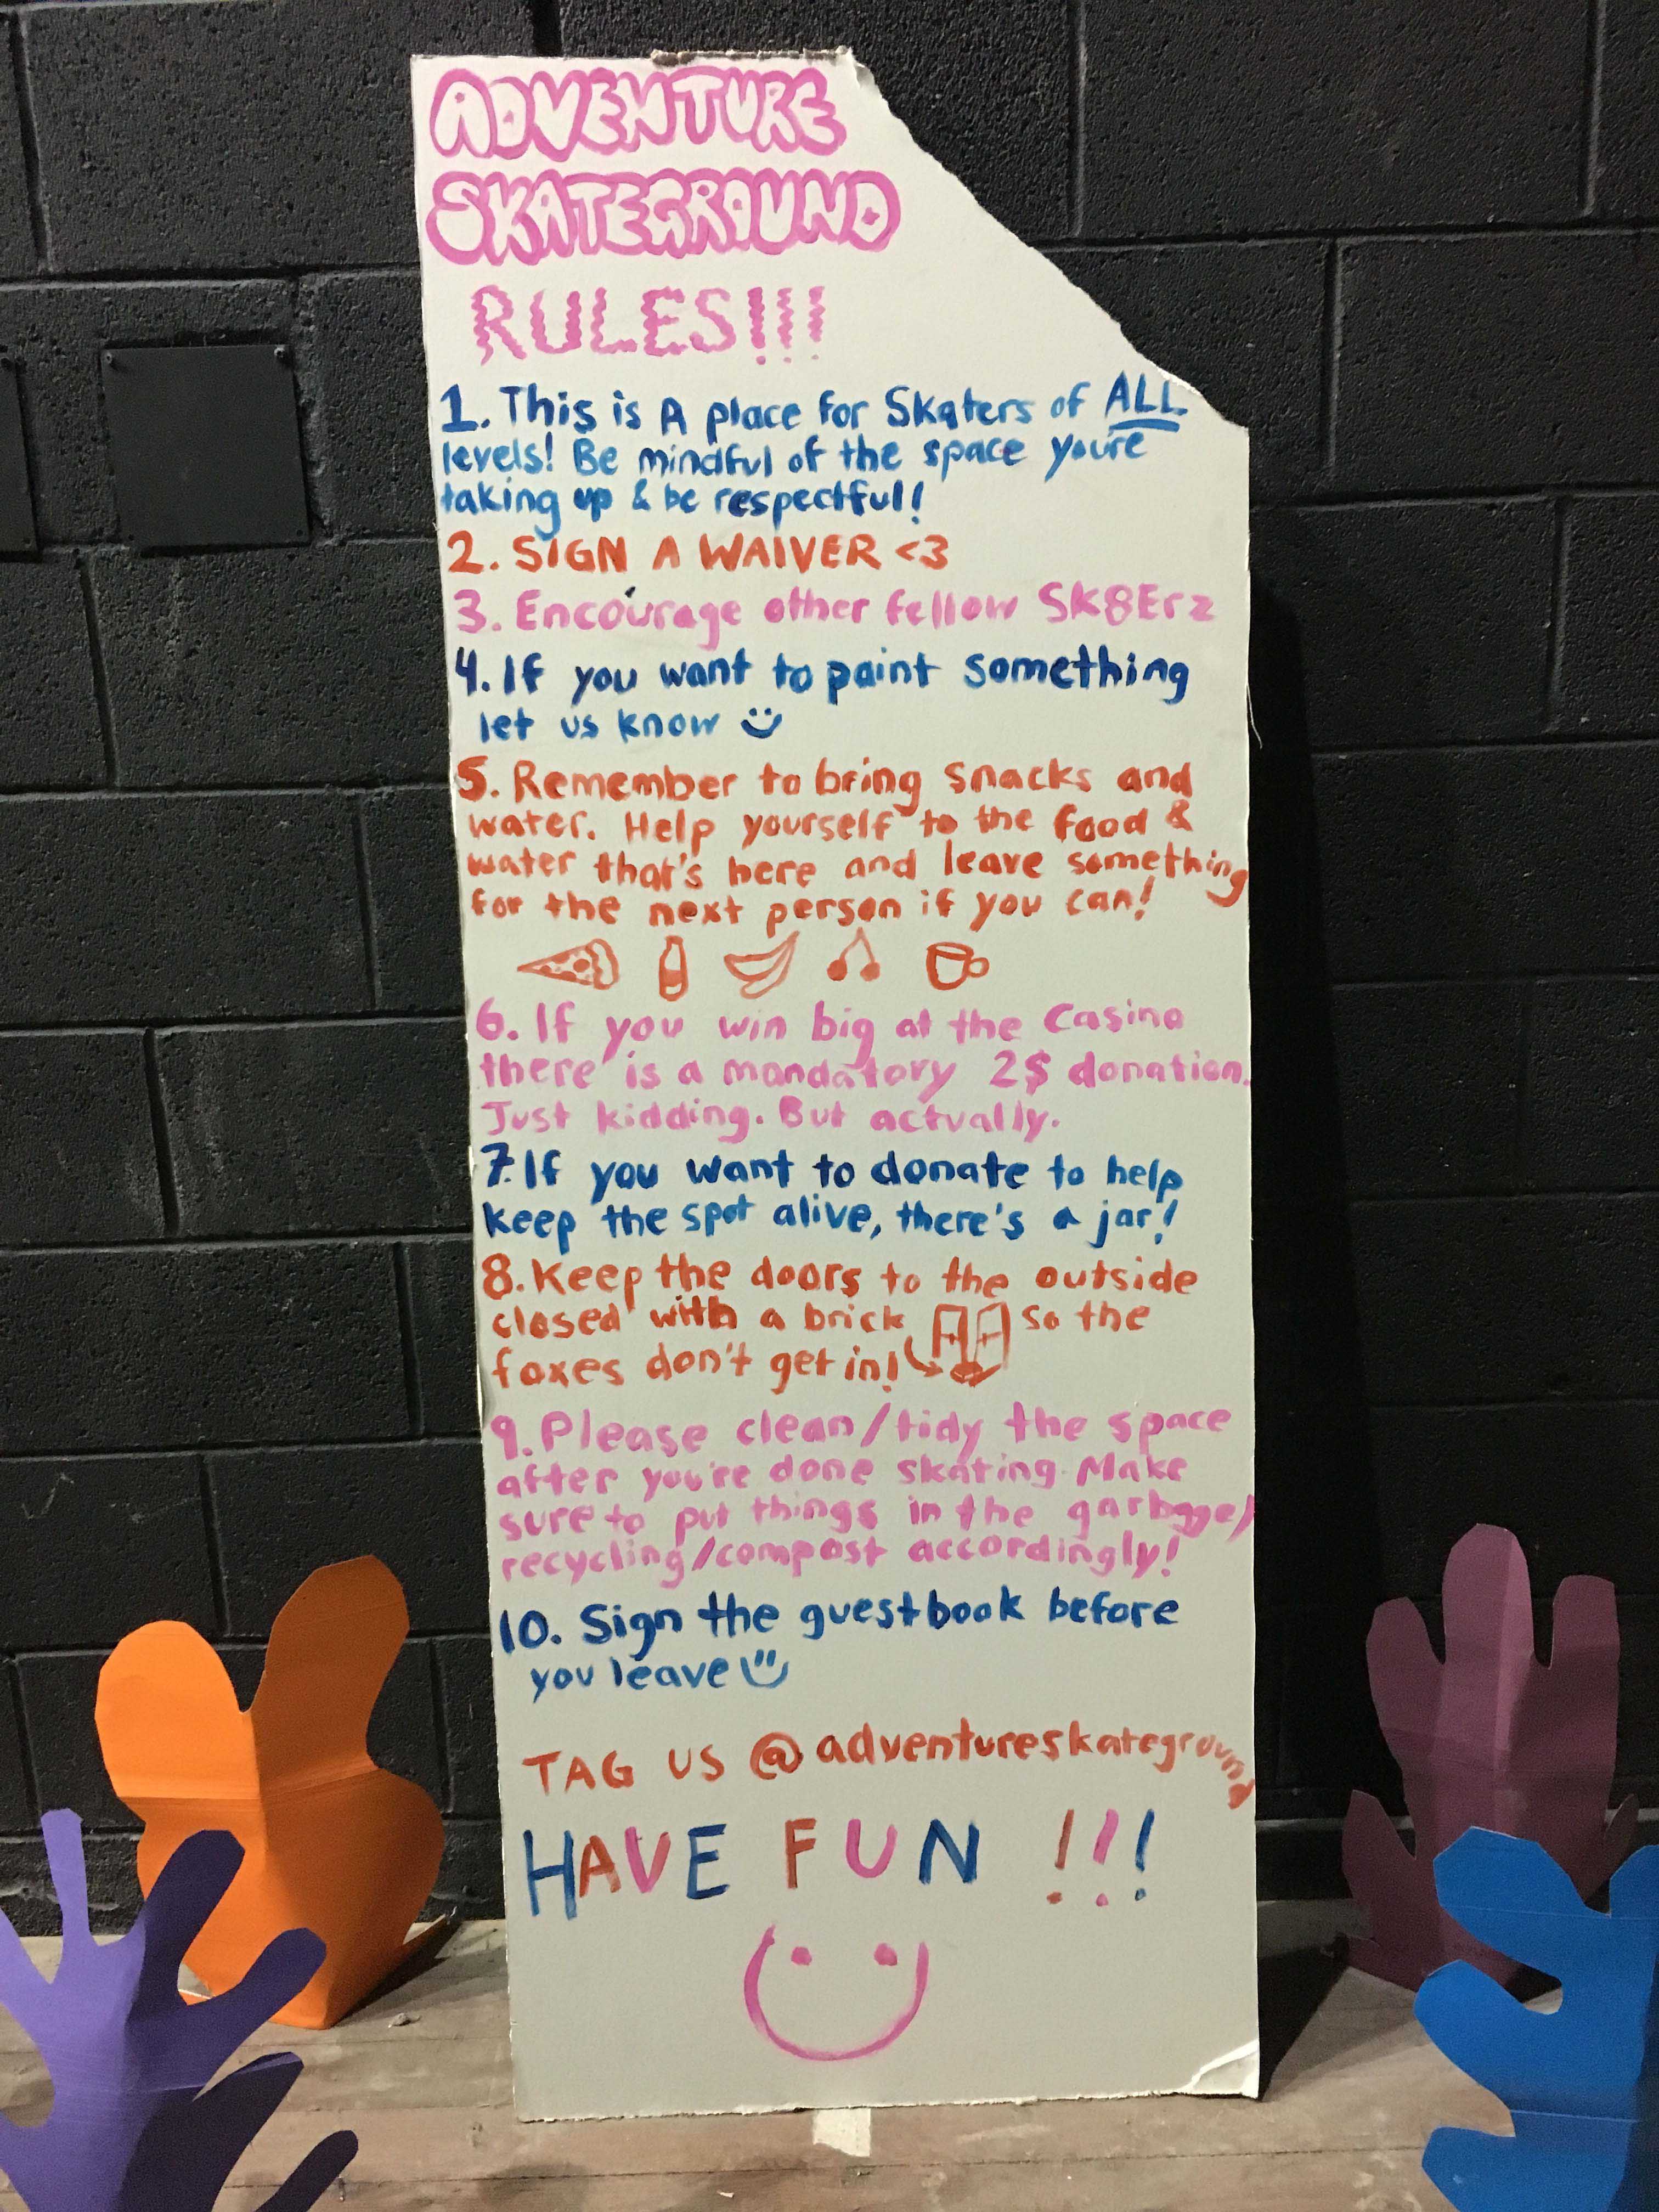 ADVENTURE
SKATEGROUND
RULES!!!
1. This is A place for Skaters of ALL
levels! Be mindful of the space you're
taking up & be respectful!
2. SIGN A WAIVER <3
3. Encourage other fellow SK8Erz
4. If you want to paint something
let us know
5. Remember to bring snacks and
water. Help yourself to the food &
water that's here and leave something
for the next person if you can!
6. If you win big at the Casino
there is a mandatory 2$ donation.
Just kidding. But actually.
7. If you want to donate to help
keep the spot alive, there's a jar!
8. Keep the doors to the outside
closed with a brick so the
foxes don't get in!
9. Please clean/tidy the space
after you're done skating. Make
sure to put things in the garbage/
recycling/compost accordingly!
10. Sign the guestbook before
you leave
TAG US @adventureskateground
HAVE FUN !!!